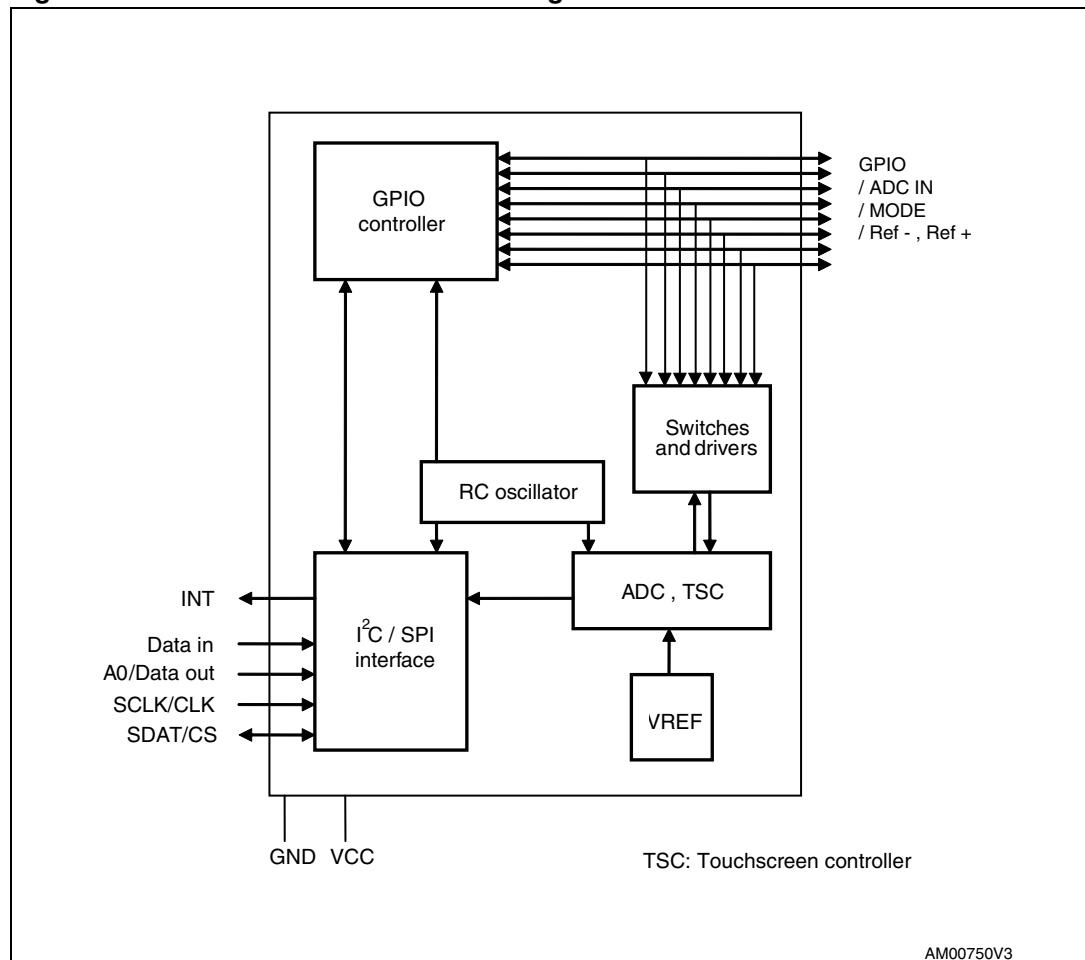 GPIO
controller
GPIO
/ ADC IN
/ MODE
/ Ref - , Ref +
Switches
and drivers
RC oscillator
ADC , TSC
I²C / SPI
interface
VREF
INT
Data in
A0/Data out
SCLK/CLK
SDAT/CS
GND VCC
TSC: Touchscreen controller
AM00750V3